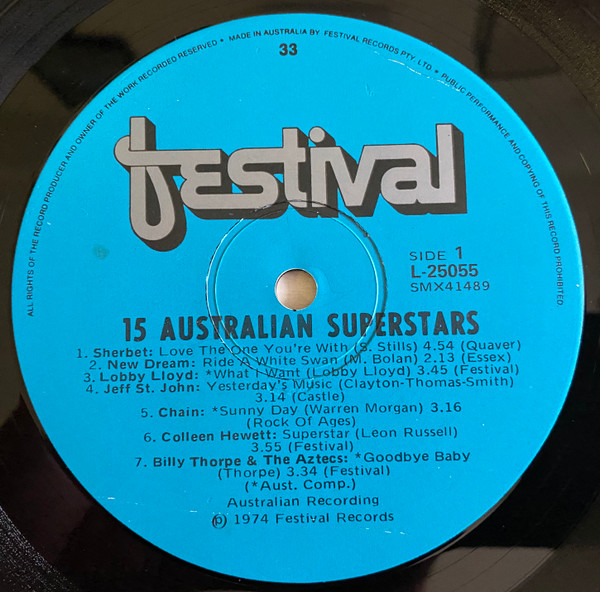 ALL RIGHTS OF THE RECORD PRODUCER AND OWNER OF THE WORK RECORDED RESERVED • MADE IN AUSTRALIA BY FESTIVAL RECORDS PTY. LTD • PUBLIC PERFORMANCE AND COPYING OF THIS RECORD PROHIBITED
33
festival
SIDE 1
L-25055
SMX41489
15 AUSTRALIAN SUPERSTARS
1. Sherbet: Love The One You're With (S. Stills) 4.54 (Quaver)
2. New Dream: Ride A White Swan (M. Bolan) 2.13 (Essex)
3. Lobby Lloyd: *What I Want (Lobby Lloyd) 3.45 (Festival)
4. Jeff St. John: Yesterday's Music (Clayton-Thomas-Smith)
3.14 (Castle)
5. Chain: *Sunny Day (Warren Morgan) 3.16
(Rock Of Ages)
6. Colleen Hewett: Superstar (Leon Russell)
3.55 (Festival)
7. Billy Thorpe & The Aztecs: *Goodbye Baby
(Thorpe) 3.34 (Festival)
(*Aust. Comp.)
Australian Recording
℗ 1974 Festival Records